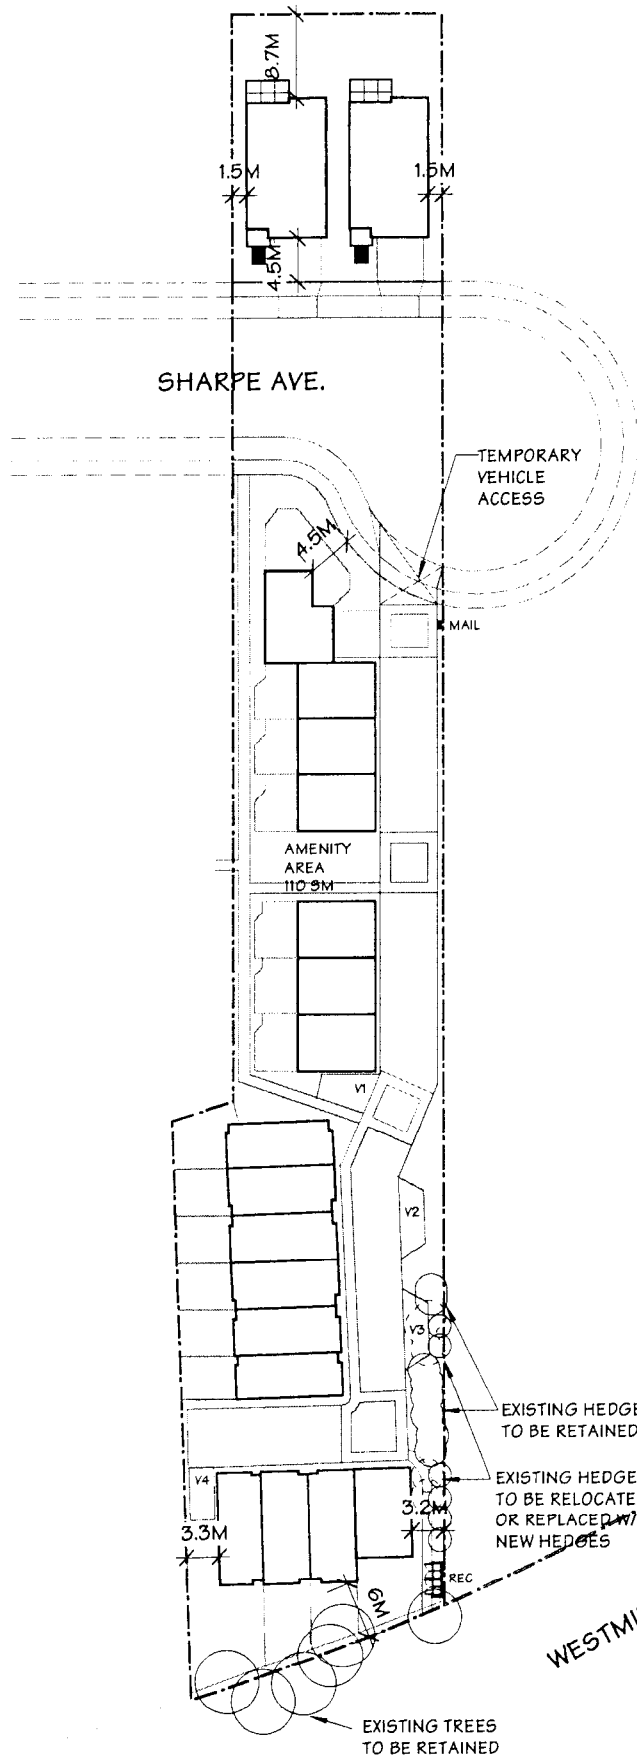 8.7M
1.5M
1.5M
4.5M
SHARPE AVE.
TEMPORARY
VEHICLE
ACCESS
4.5M
MAIL
AMENITY
AREA
110 SM
V1
V2
V3
EXISTING HEDGE
TO BE RETAINED
V4
EXISTING HEDGE
TO BE RELOCATE
OR REPLACED W/
NEW HEDGES
3.3M
3.2M
REC
6M
WESTMI
EXISTING TREES
TO BE RETAINED